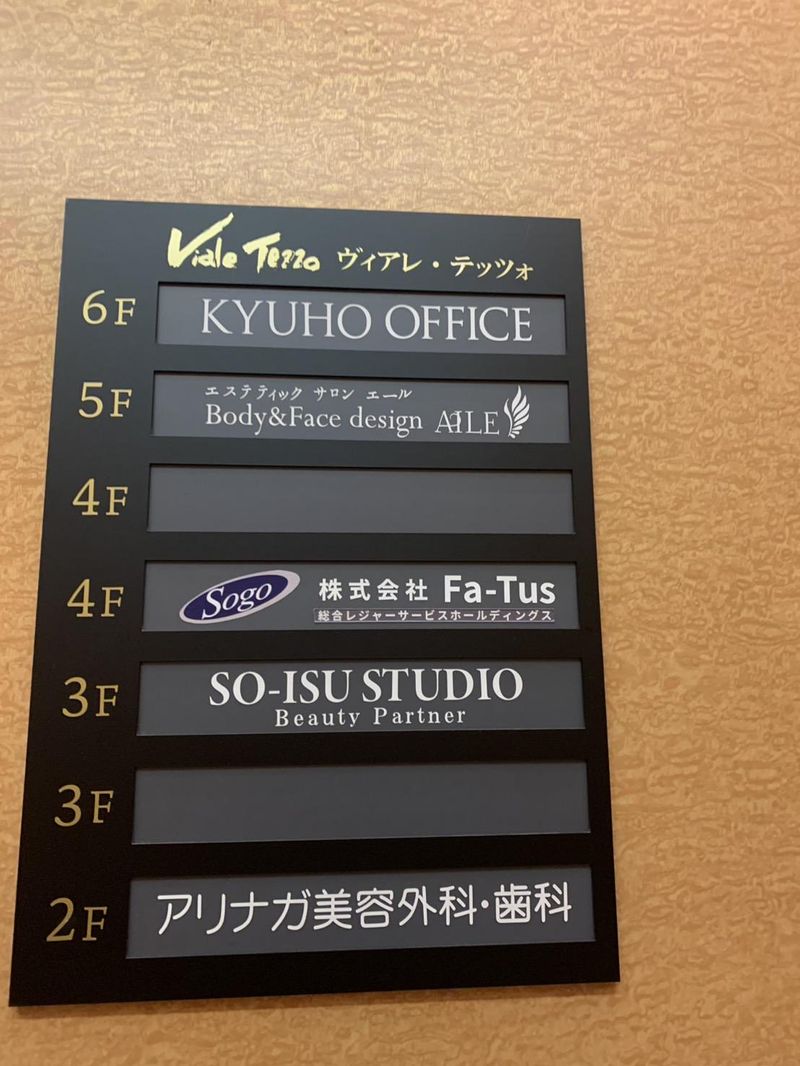 Viale Tezzo ヴィアレ・テッツォ
6F KYUHO OFFICE
5F エステティック サロン エール
Body&Face design AILE
4F
4F Sogo 株式会社 Fa-Tus
総合レジャーサービスホールディングス
3F SO-ISU STUDIO
Beauty Partner
3F
2F アリナガ美容外科・歯科